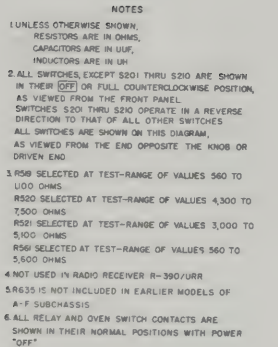 NOTES
1.UNLESS OTHERWISE SHOWN,
RESISTORS ARE IN OHMS,
CAPACITORS ARE IN UUF,
INDUCTORS ARE IN UH
2.ALL SWITCHES, EXCEPT S201 THRU S210 ARE SHOWN
IN THEIR OFF OR FULL COUNTERCLOCKWISE POSITION,
AS VIEWED FROM THE FRONT PANEL
SWITCHES S201 THRU S210 OPERATE IN A REVERSE
DIRECTION TO THAT OF ALL OTHER SWITCHES
ALL SWITCHES ARE SHOWN ON THIS DIAGRAM,
AS VIEWED FROM THE END OPPOSITE THE KNOB OR
DRIVEN END.
3. R518 SELECTED AT TEST-RANGE OF VALUES 560 TO
1,100 OHMS
R520 SELECTED AT TEST-RANGE OF VALUES 4,300 TO
7,500 OHMS
R521 SELECTED AT TEST-RANGE OF VALUES 3,000 TO
5,100 OHMS
R561 SELECTED AT TEST-RANGE OF VALUES 560 TO
5,600 OHMS
4.NOT USED IN RADIO RECEIVER R-390/URR
5.R635 IS NOT INCLUDED IN EARLIER MODELS OF
A-F SUBCHASSIS
6.ALL RELAY AND OVEN SWITCH CONTACTS ARE
SHOWN IN THEIR NORMAL POSITIONS WITH POWER
"OFF"